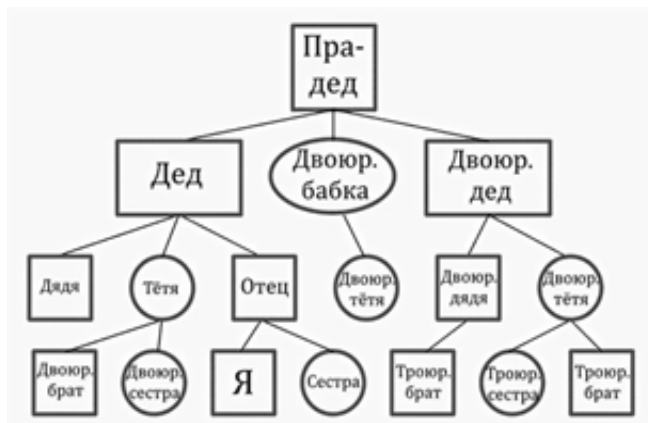 Пра-
дед
Дед
Двоюр.
бабка
Двоюр.
дед
Дядя
Тётя
Отец
Двоюр.
тётя
Двоюр.
дядя
Двоюр.
тётя
Двоюр.
брат
Двоюр.
сестра
Я
Сестра
Троюр.
брат
Троюр.
сестра
Троюр.
брат